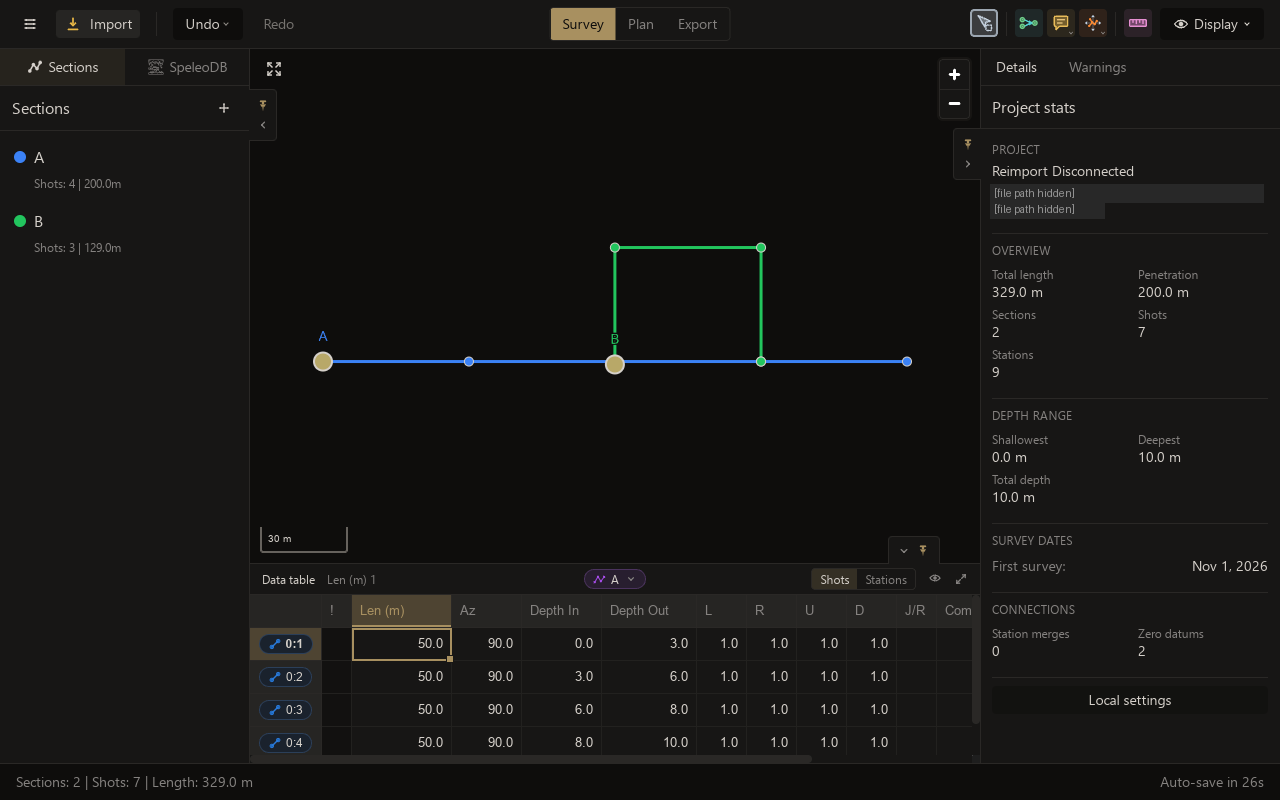 Import
Undo
Redo
Survey
Plan
Export
Display
Sections
SpeleoDB
Sections
A
Shots: 4 | 200.0m
B
Shots: 3 | 129.0m
A
B
30 m
Details
Warnings
Project stats
PROJECT
Reimport Disconnected
[file path hidden]
[file path hidden]
OVERVIEW
Total length
Penetration
329.0 m
200.0 m
Sections
Shots
2
7
Stations
9
DEPTH RANGE
Shallowest
Deepest
0.0 m
10.0 m
Total depth
10.0 m
SURVEY DATES
First survey:
Nov 1, 2026
CONNECTIONS
Station merges
Zero datums
0
2
Local settings
Data table
Len (m) 1
A
Shots
Stations
! Len (m) Az Depth In Depth Out L R U D J/R Com
0:1 50.0 90.0 0.0 3.0 1.0 1.0 1.0 1.0
0:2 50.0 90.0 3.0 6.0 1.0 1.0 1.0 1.0
0:3 50.0 90.0 6.0 8.0 1.0 1.0 1.0 1.0
0:4 50.0 90.0 8.0 10.0 1.0 1.0 1.0 1.0
Sections: 2 | Shots: 7 | Length: 329.0 m
Auto-save in 26s